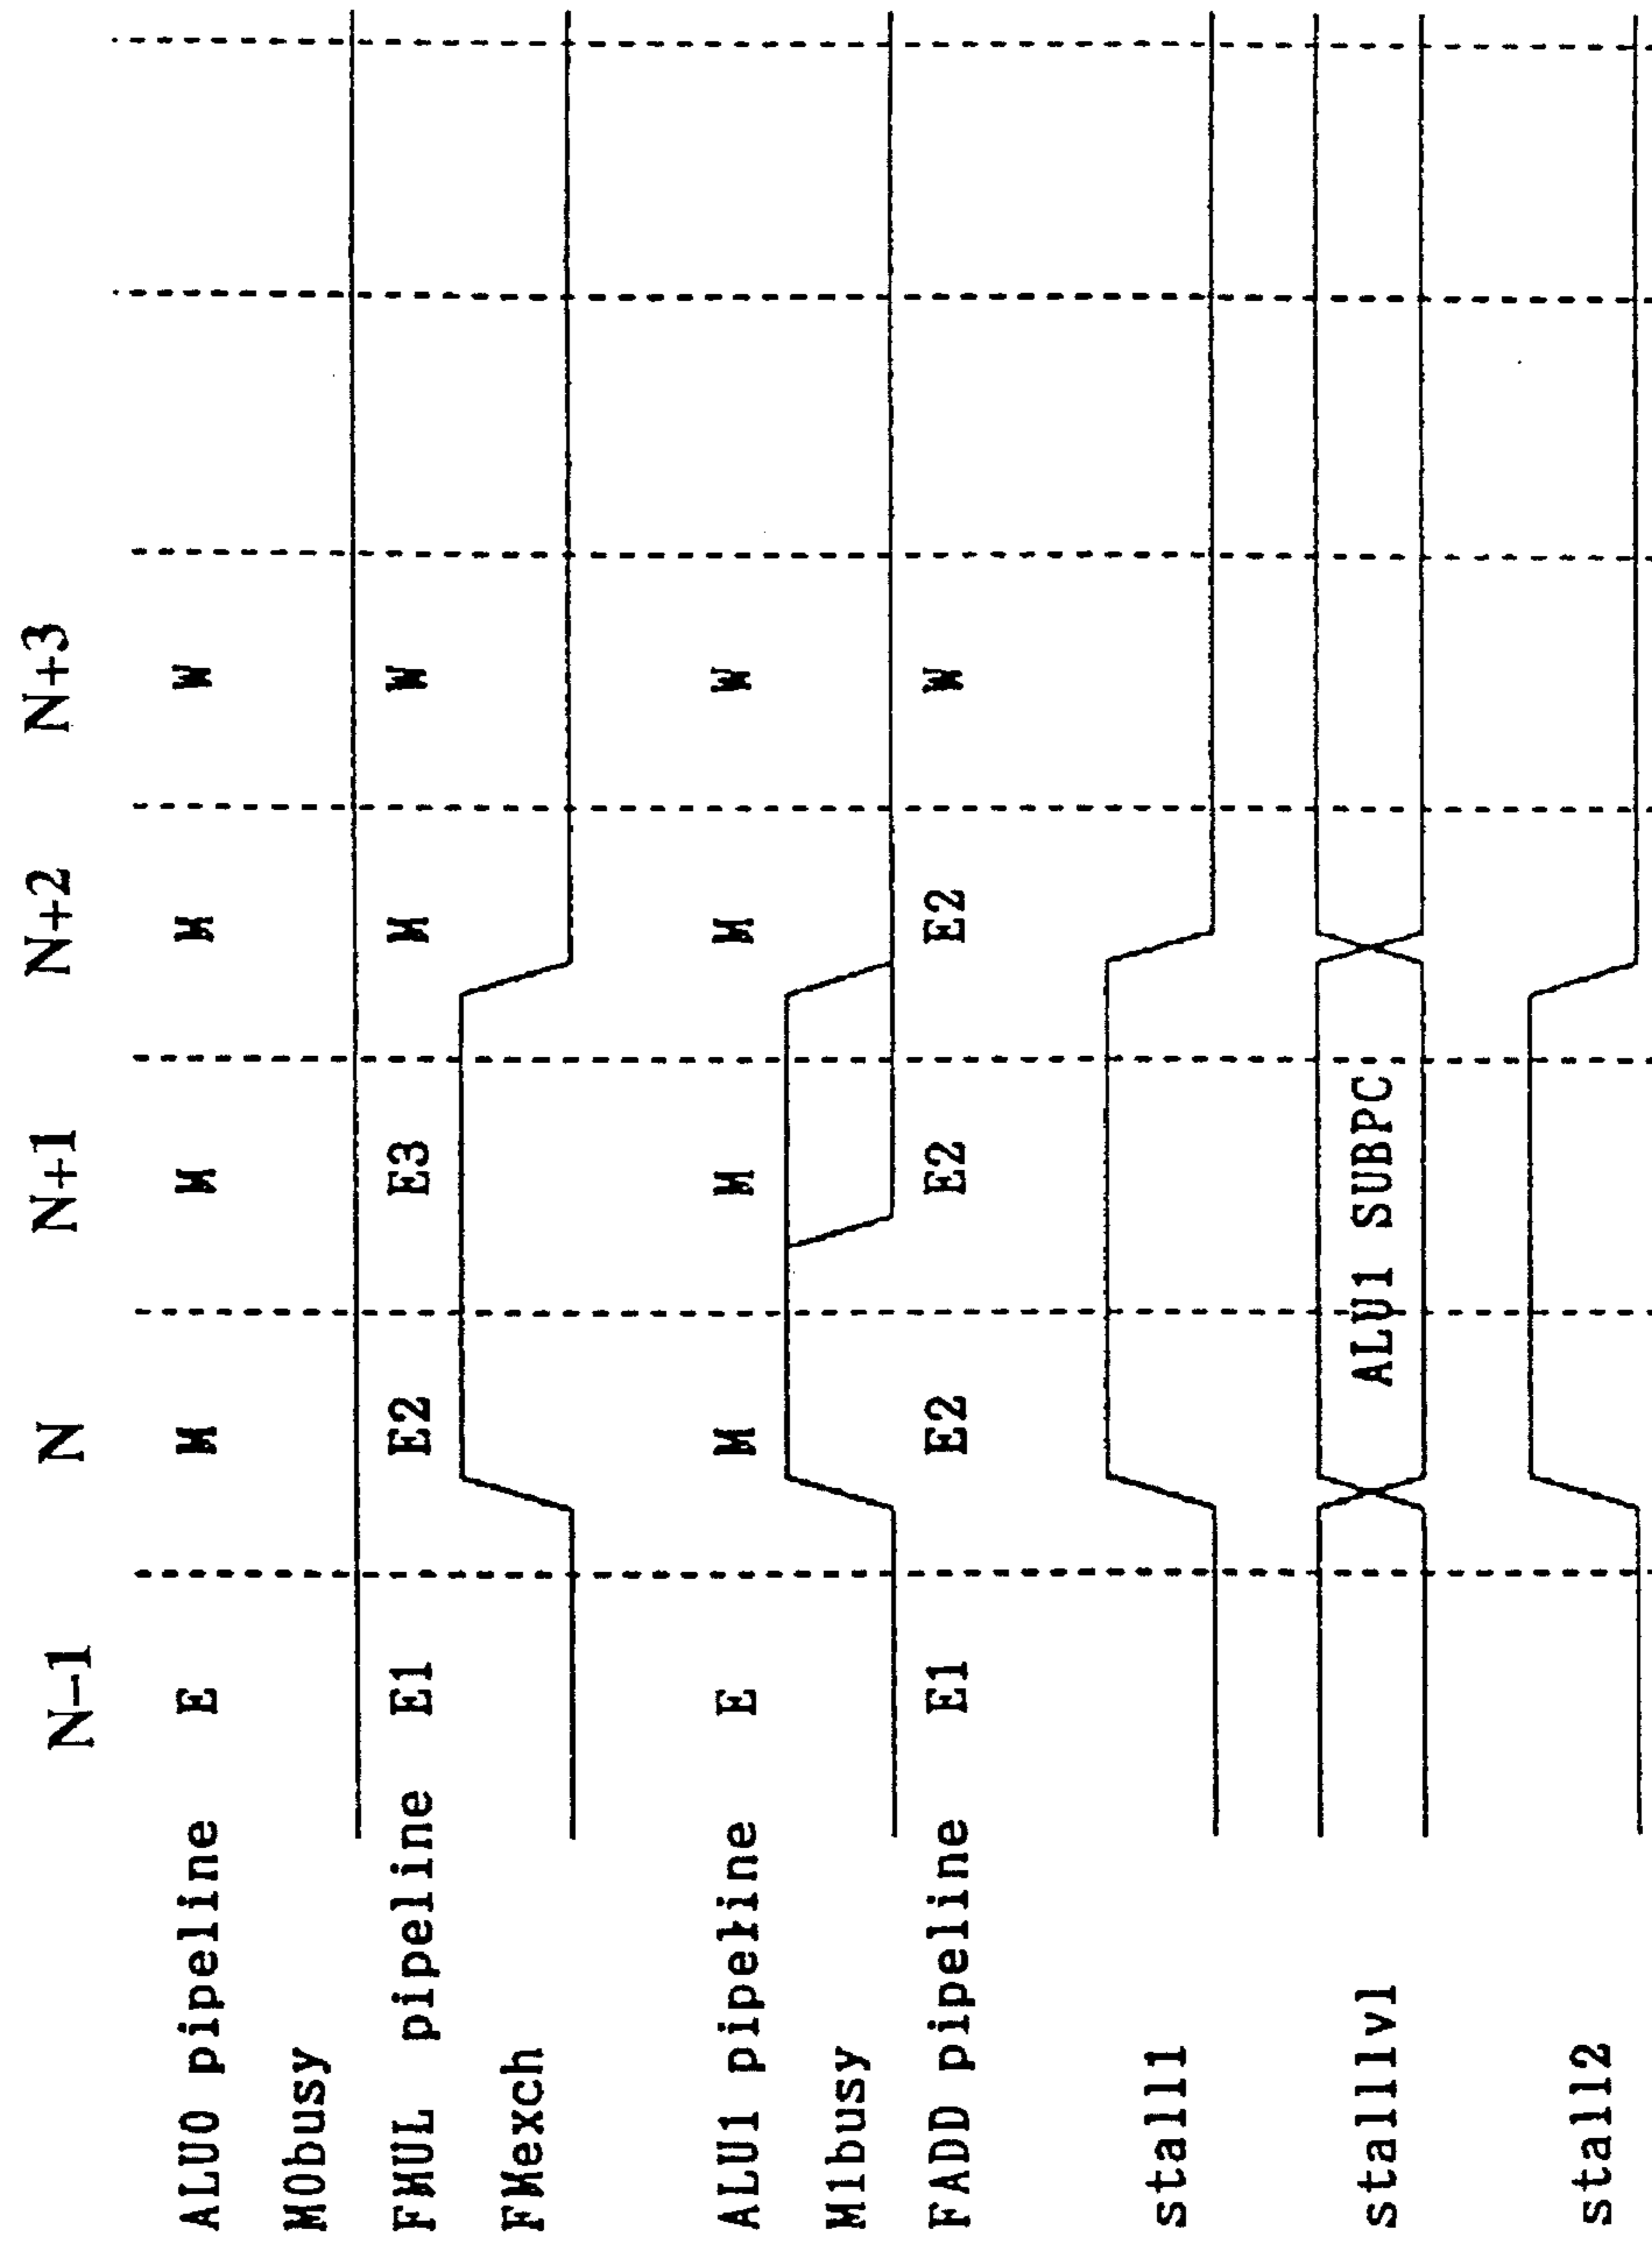 N-1 N N+1 N+2 N+3
ALU0 pipeline E M M M W
M0busy
FMUL pipeline E1 E2 E3 M W
FMexch
ALU1 pipeline E M M M W
M1busy
FADD pipeline E1 E2 E2 E2 W
stall1
stall1v1 ALU1 SUBPC
stall2